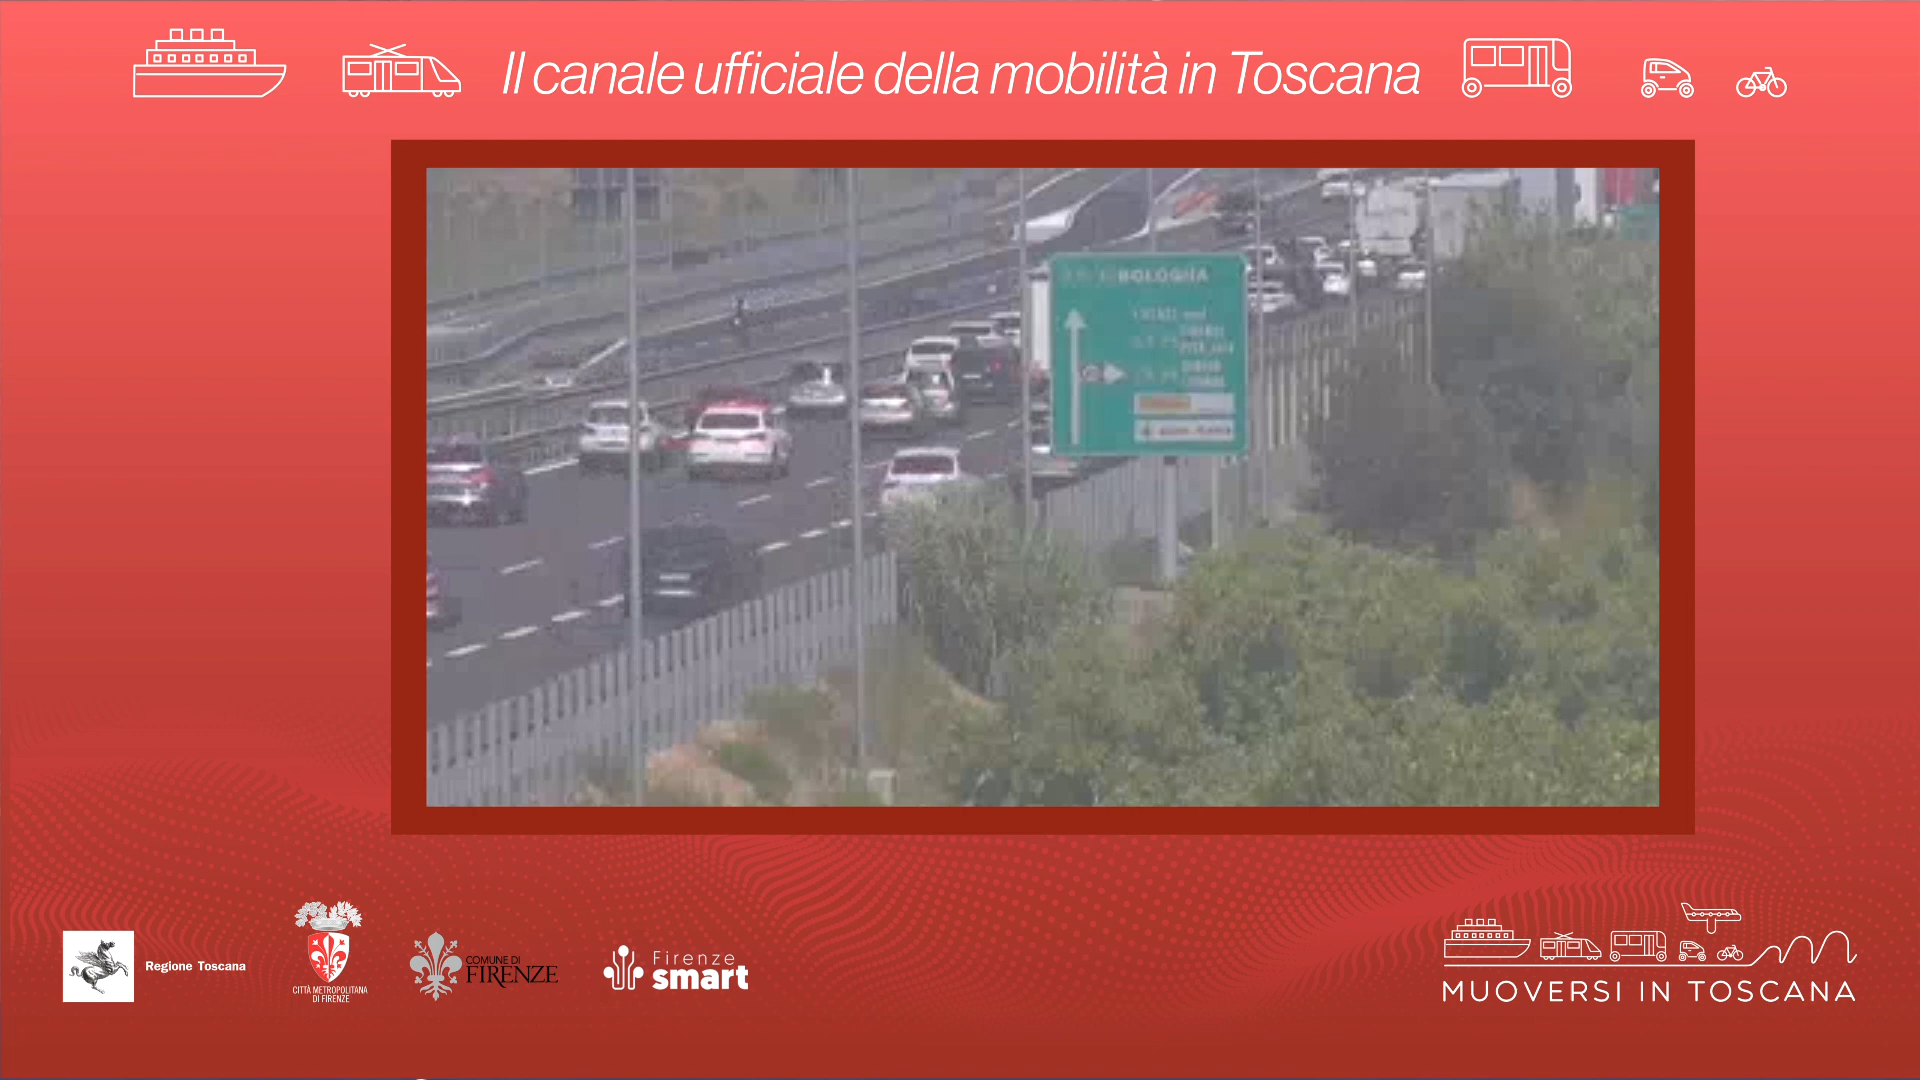 Il canale ufficiale della mobilità in Toscana
BOLOGNA
Regione Toscana
CITTÀ METROPOLITANA
DI FIRENZE
COMUNE DI
FIRENZE
Firenze
smart
MUOVERSI IN TOSCANA